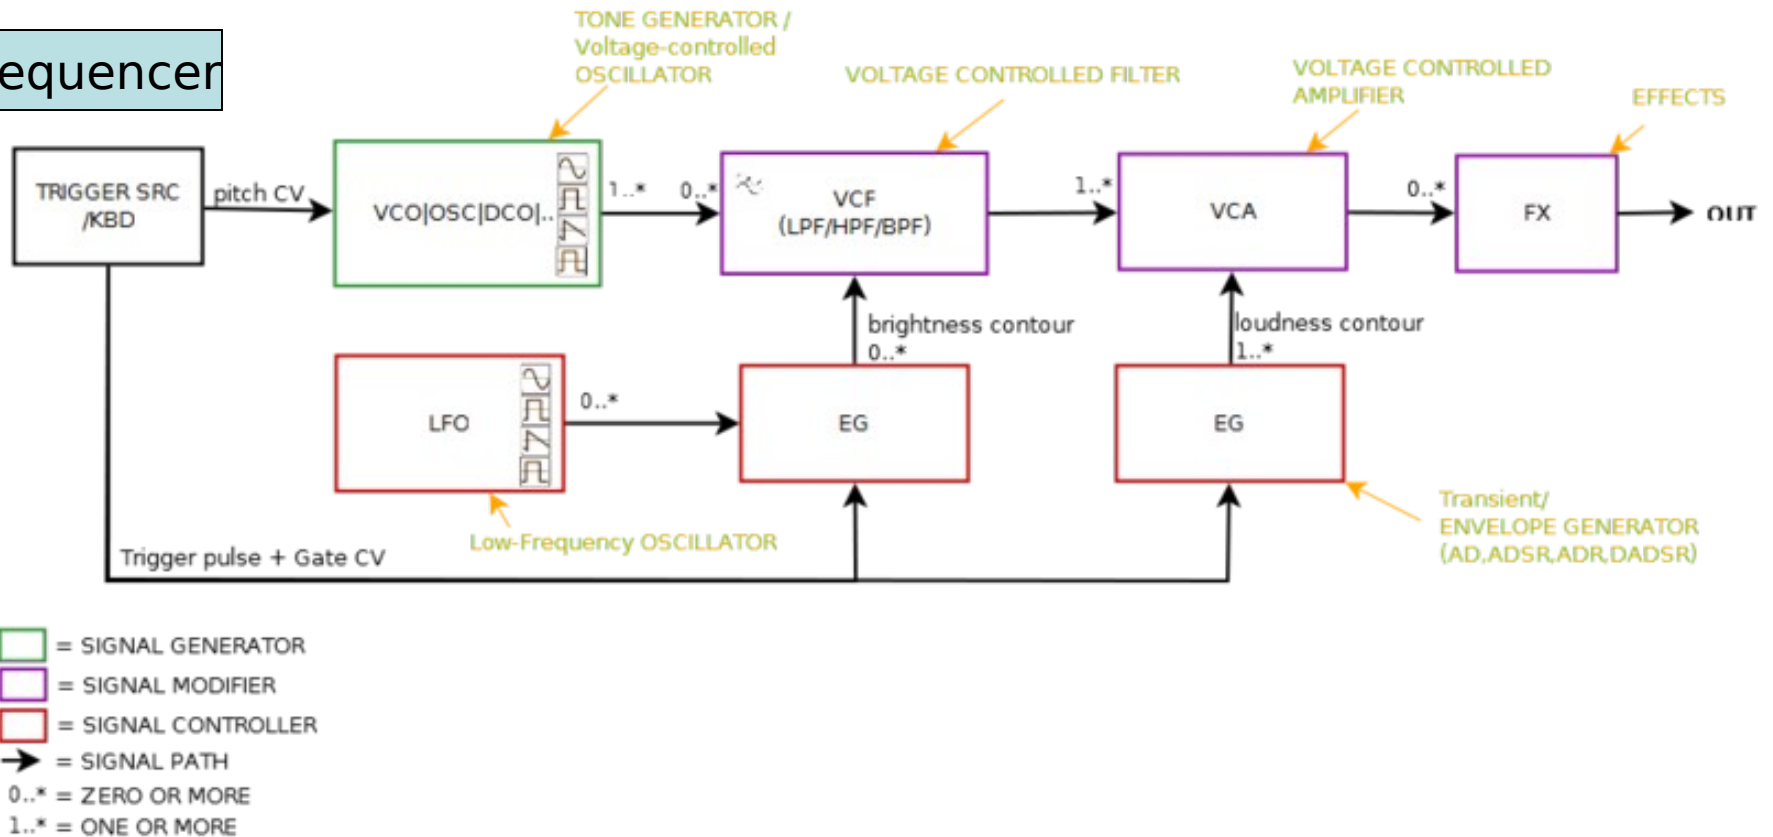 equencer
TONE GENERATOR /
Voltage-controlled
OSCILLATOR
VOLTAGE CONTROLLED FILTER
VOLTAGE CONTROLLED
AMPLIFIER
EFFECTS
TRIGGER SRC
/KBD
pitch CV
VCO|OSC|DCO|..
1..*
0..*
VCF
(LPF/HPF/BPF)
1..*
VCA
0..*
FX
OUT
brightness contour
0..*
loudness contour
1..*
LFO
0..*
EG
EG
Low-Frequency OSCILLATOR
Transient/
ENVELOPE GENERATOR
(AD,ADSR,ADR,DADSR)
Trigger pulse + Gate CV
= SIGNAL GENERATOR
= SIGNAL MODIFIER
= SIGNAL CONTROLLER
= SIGNAL PATH
0..* = ZERO OR MORE
1..* = ONE OR MORE